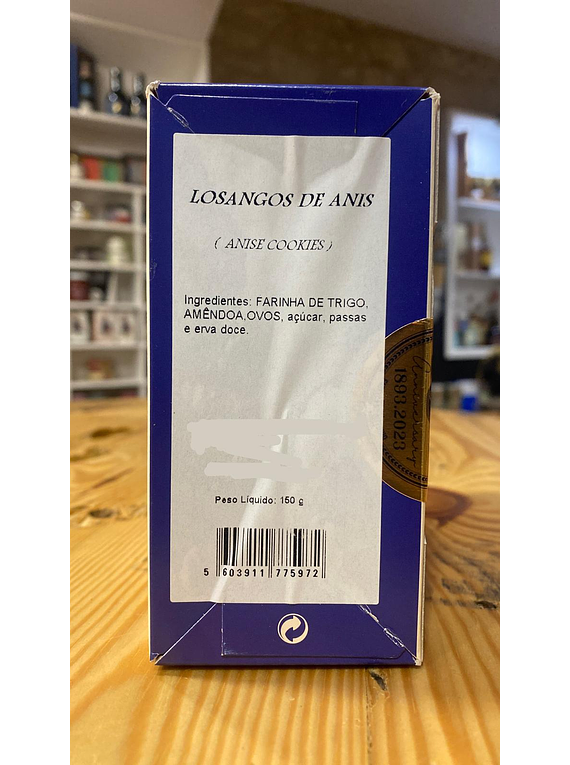 LOSANGOS DE ANIS
( ANISE COOKIES )
Ingredientes: FARINHA DE TRIGO,
AMÊNDOA,OVOS, açúcar, passas
e erva doce.
Anniversary
1893.2023
Peso Líquido: 150 g
5 603911 775972